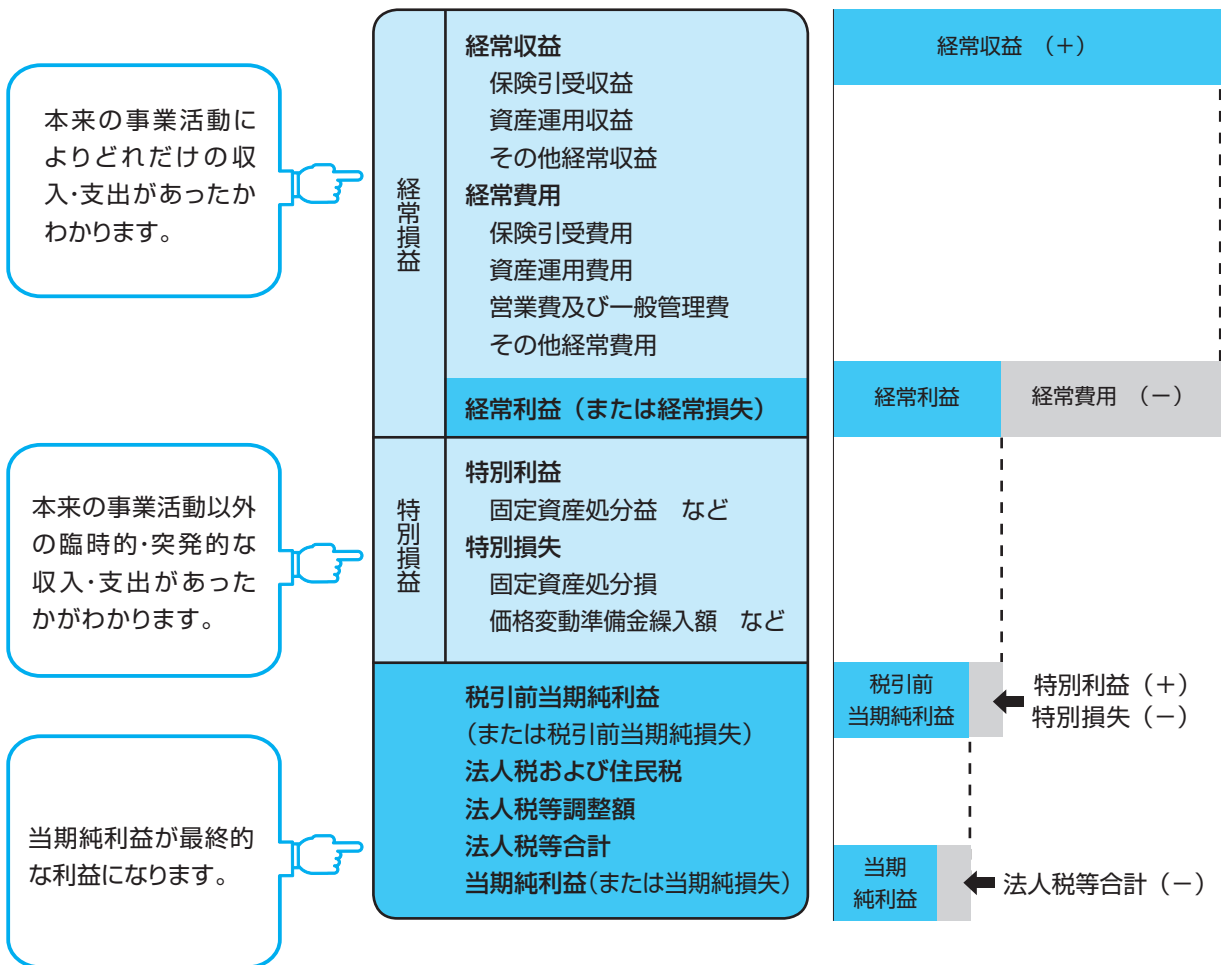 本来の事業活動に
よりどれだけの収
入･支出があったか
わかります。
本来の事業活動以外
の臨時的･突発的な
収入･支出があった
かがわかります。
当期純利益が最終的
な利益になります。
経常損益
経常収益
保険引受収益
資産運用収益
その他経常収益
経常費用
保険引受費用
資産運用費用
営業費及び一般管理費
その他経常費用
経常利益（または経常損失）
特別損益
特別利益
固定資産処分益　など
特別損失
固定資産処分損
価格変動準備金繰入額　など
税引前当期純利益
（または税引前当期純損失）
法人税および住民税
法人税等調整額
法人税等合計
当期純利益（または当期純損失）
経常収益　（＋）
経常利益
経常費用　（－）
税引前
当期純利益
特別利益（＋）
特別損失（－）
当期
純利益
法人税等合計（－）